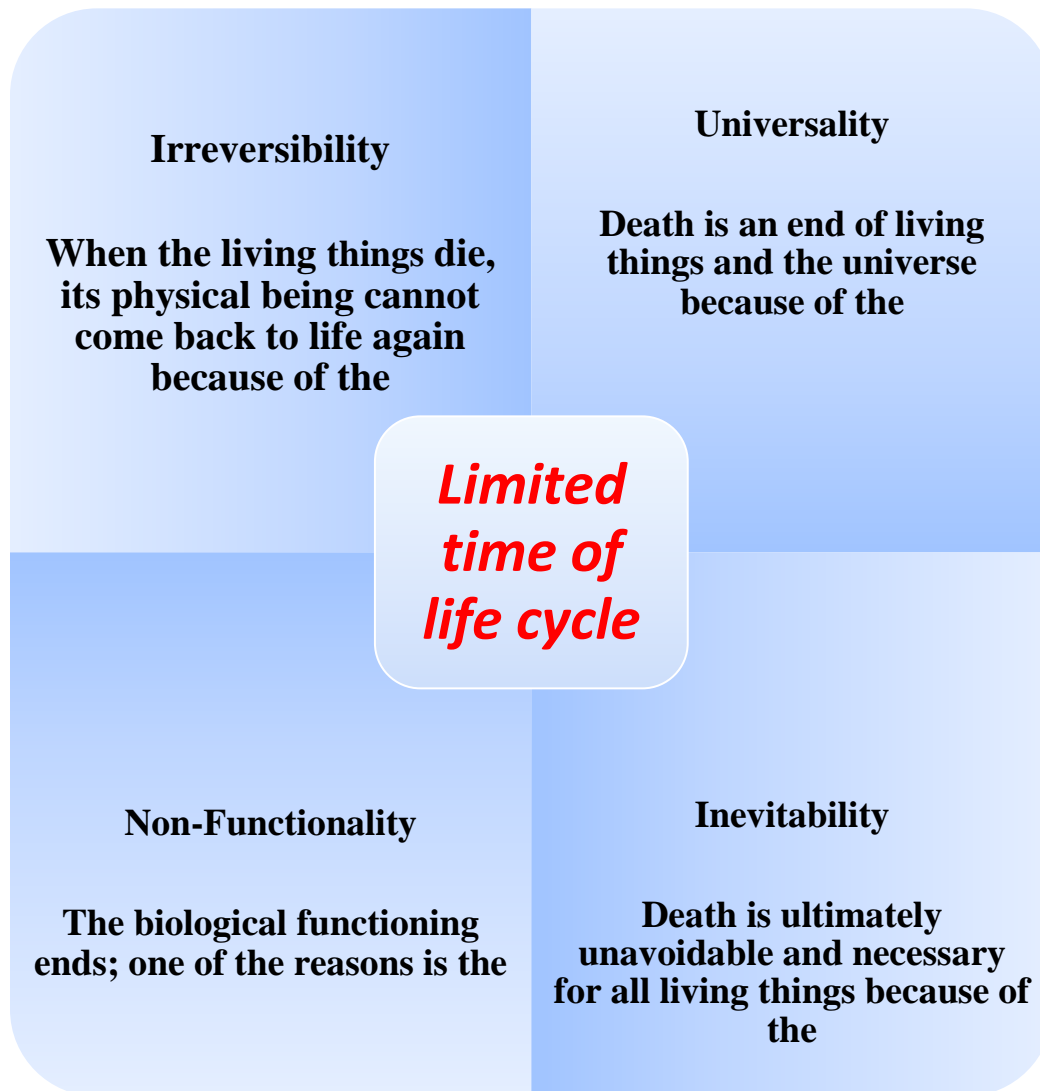 Irreversibility
When the living things die,
its physical being cannot
come back to life again
because of the
Universality
Death is an end of living
things and the universe
because of the
Limited
time of
life cycle
Non-Functionality
The biological functioning
ends; one of the reasons is the
Inevitability
Death is ultimately
unavoidable and necessary
for all living things because of
the